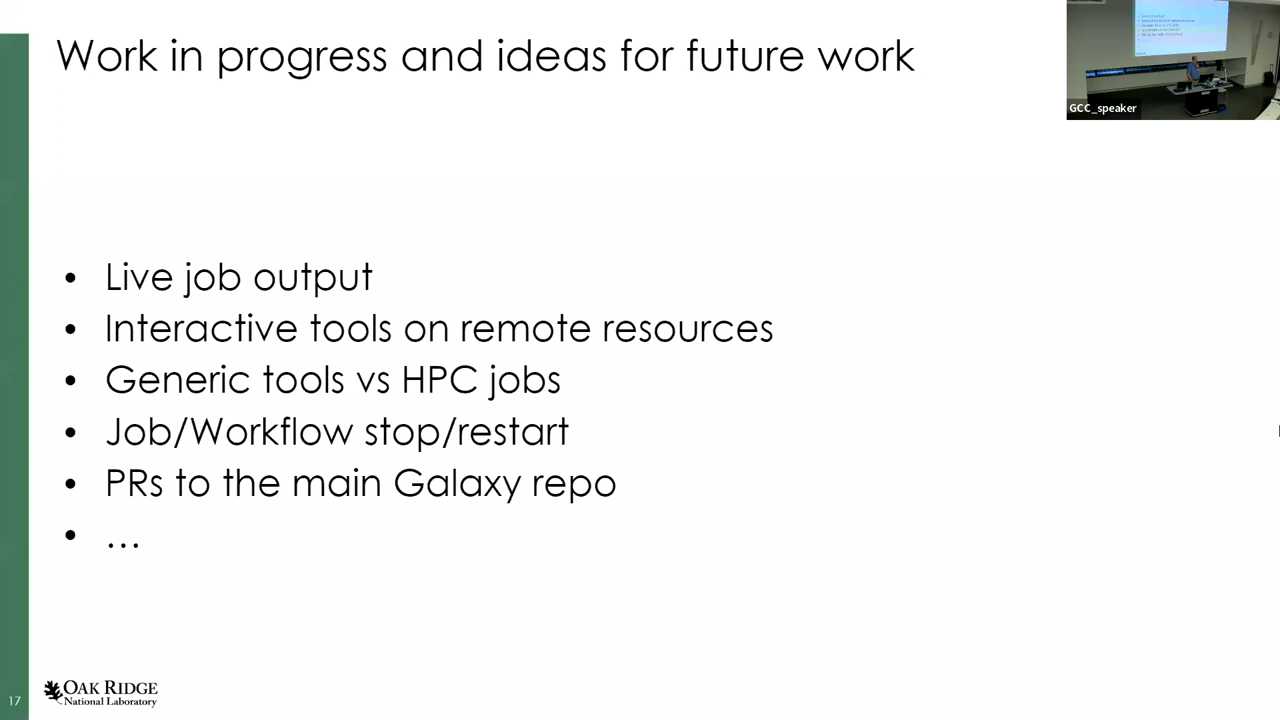 Work in progress and ideas for future work
GCC_speaker
• Live job output
• Interactive tools on remote resources
• Generic tools vs HPC jobs
• Job/Workflow stop/restart
• PRs to the main Galaxy repo
• ...
17
OAK RIDGE
National Laboratory